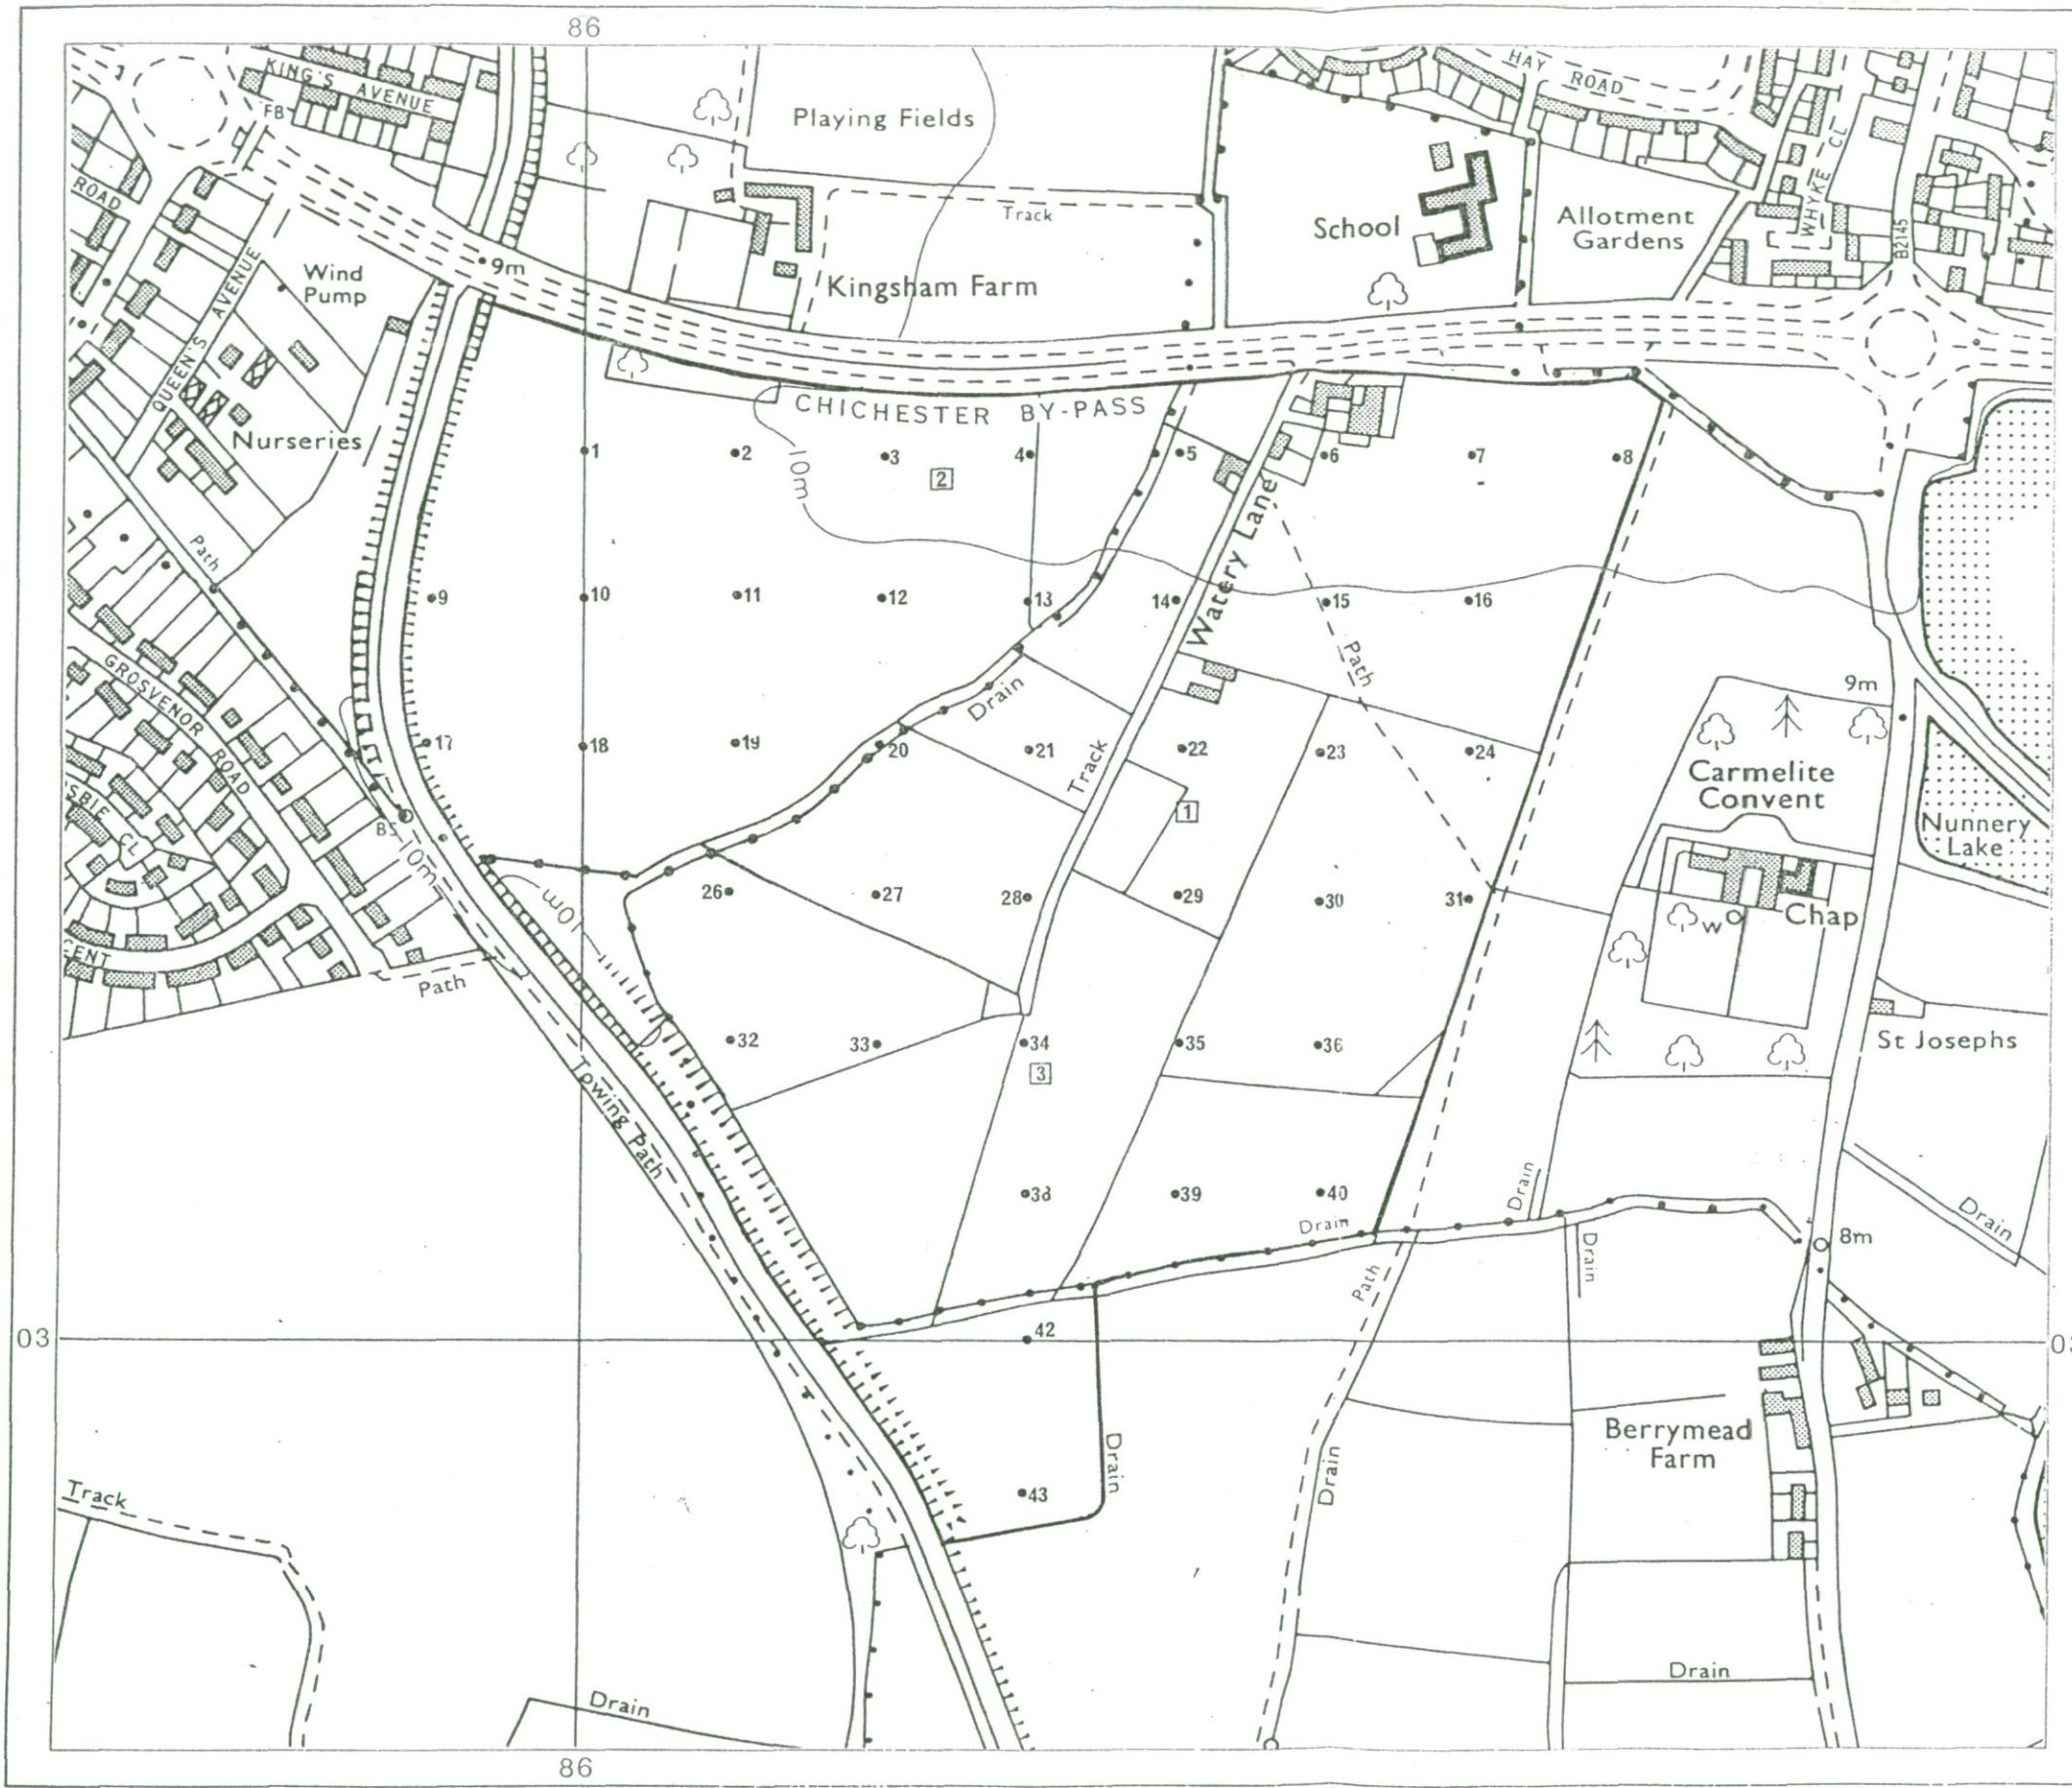 86
KING'S AVENUE
FB
HAY ROAD
Playing Fields
WHYKE CL
ROAD
Track
School
Allotment
Gardens
B2145
Wind
Pump
9m
Kingsham Farm
QUEEN'S AVENUE
CHICHESTER BY-PASS
Nurseries
10m
1
2
3
4
5
6
7
8
2
Path
Watery Lane
9
10
11
12
13
14
15
16
Path
GROSVENOR ROAD
Drain
9m
17
18
19
20
21
22
23
24
Track
Carmelite
Convent
SBIE CL
BS
10m
1
Nunnery
Lake
26
27
28
29
30
31
10m
W
Chap
CENT
Path
32
33
34
35
36
3
St Josephs
Towing Path
38
39
40
Drain
Drain
Drain
Drain
8m
Path
03
42
03
Berrymead
Farm
Drain
Drain
43
Track
Drain
Drain
86